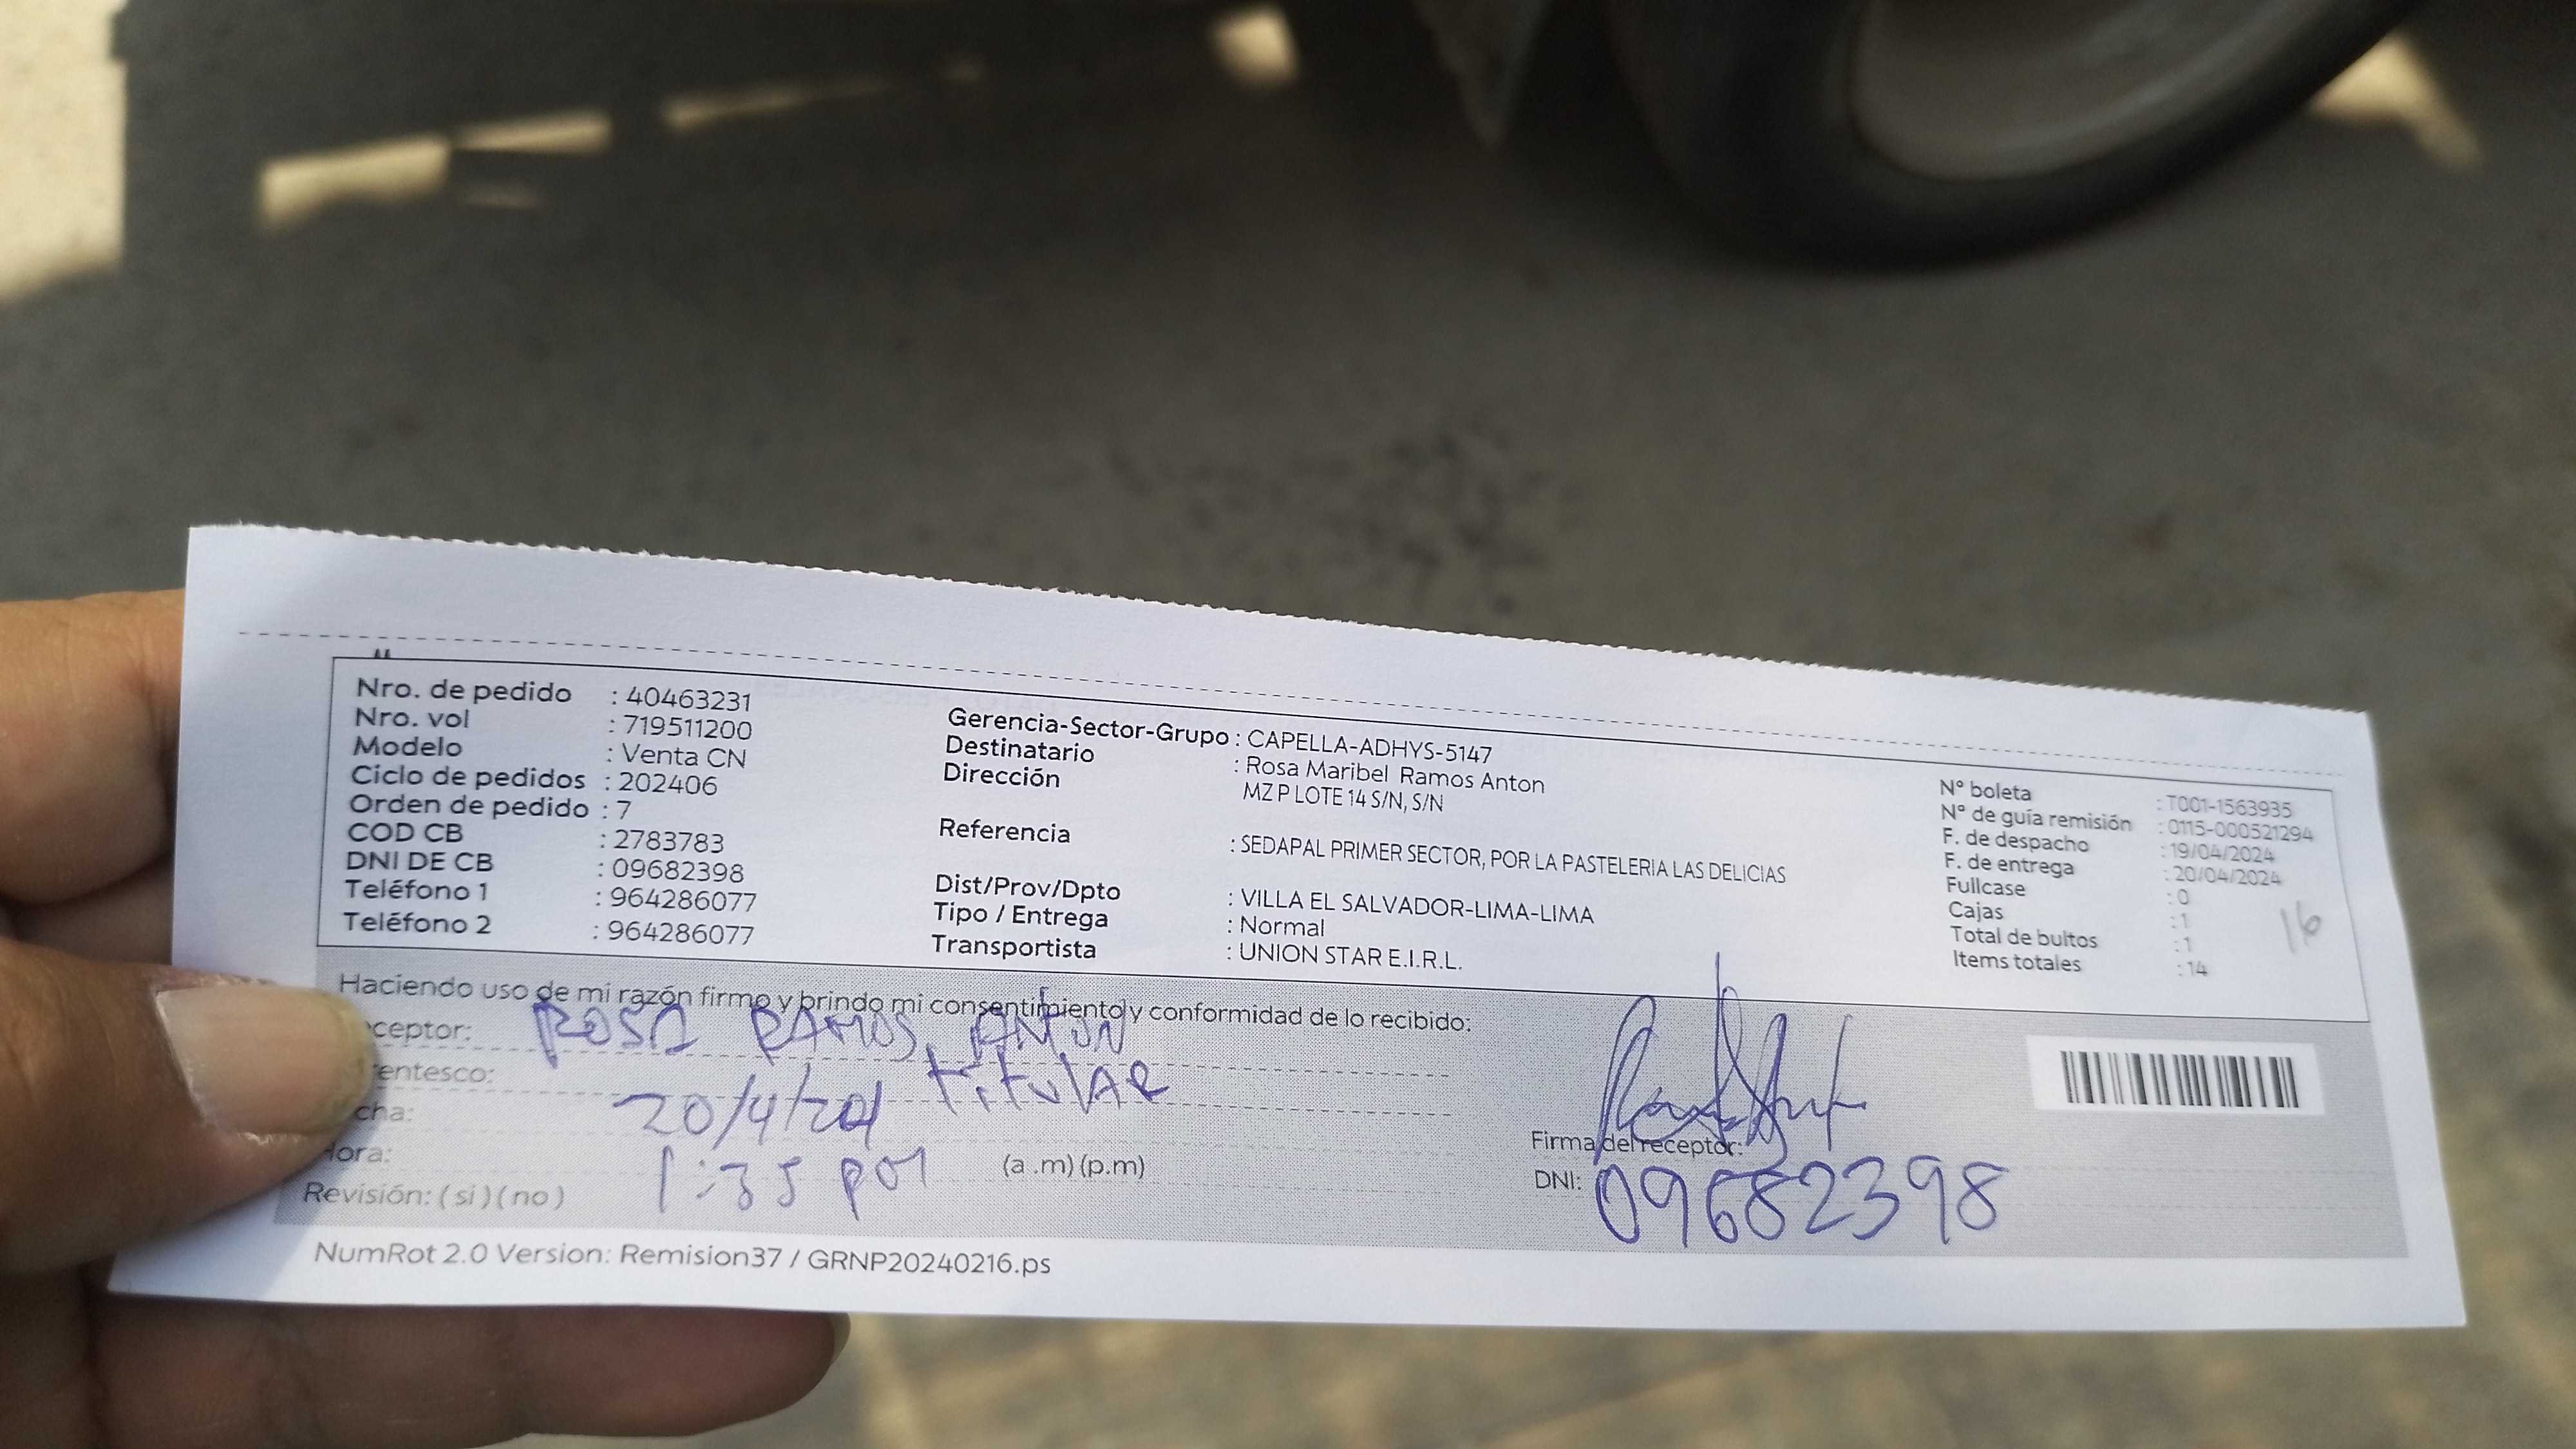 Nro. de pedido : 40463231
Nro. vol : 719511200
Modelo : Venta CN
Ciclo de pedidos : 202406
Orden de pedido : 7
COD CB : 2783783
DNI DE CB : 09682398
Teléfono 1 : 964286077
Teléfono 2 : 964286077
Gerencia-Sector-Grupo : CAPELLA-ADHYS-5147
Destinatario : Rosa Maribel Ramos Anton
Dirección MZ P LOTE 14 S/N, S/N
Referencia : SEDAPAL PRIMER SECTOR, POR LA PASTELERIA LAS DELICIAS
Dist/Prov/Dpto : VILLA EL SALVADOR-LIMA-LIMA
Tipo / Entrega : Normal
Transportista : UNION STAR E.I.R.L.
N° boleta : T001-1563935
N° de guía remisión : 0115-000521294
F. de despacho : 19/04/2024
F. de entrega : 20/04/2024
Fullcase : 0
Cajas : 1
Total de bultos : 1
Items totales : 14
16
Haciendo uso de mi razón firmo y brindo mi consentimiento y conformidad de lo recibido:
ceptor: ROSA RAMOS ANTON
entesco: titulAR
cha: 20/4/24
Hora: 1:35 (a .m) (p.m)
Revisión: ( si ) ( no )
Firma del receptor:
DNI: 09682398
NumRot 2.0 Version: Remision37 / GRNP20240216.ps